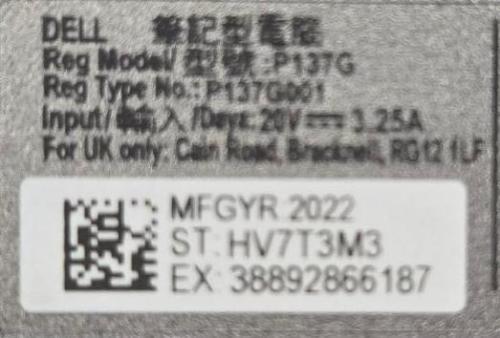 DELL 筆記型電腦
Reg Model/型號:P137G
Reg Type No.:P137G001
Input/輸入/ 20V⎓3.25A
For UK only: Cain Road, Bracknell, RG12 1LF
MFGYR 2022
ST: HV7T3M3
EX: 38892866187